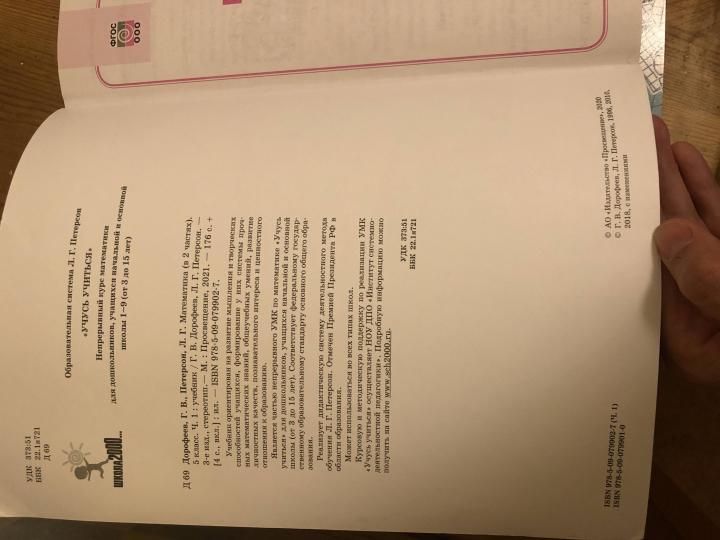 УДК 373:51
ББК 22.1я721
Д 69
ШКОЛА2000...
Образовательная система Л. Г. Петерсон
«УЧУСЬ УЧИТЬСЯ»
Непрерывный курс математики
для дошкольников, учащихся начальной и основной
школы 1–9 (от 3 до 15 лет)
Дорофеев, Г. В., Петерсон, Л. Г. Математика (в 2 частях).
Д 69 5 класс. Ч. 1 : учебник / Г. В. Дорофеев, Л. Г. Петерсон. —
3-е изд., стереотип.— М. : Просвещение, 2021. — 176 с. +
[4 с., вкл.] : ил. — ISBN 978-5-09-079902-7.
Учебник ориентирован на развитие мышления и творческих
способностей учащихся, формирование у них системы проч-
ных математических знаний, общеучебных умений, развитие
личностных качеств, познавательного интереса и ценностного
отношения к образованию.
Является частью непрерывного УМК по математике «Учусь
учиться» для дошкольников, учащихся начальной и основной
школы (от 3 до 15 лет). Соответствует федеральному государ-
ственному образовательному стандарту основного общего обра-
зования.
Реализует дидактическую систему деятельностного метода
обучения Л. Г. Петерсон. Отмечен Премией Президента РФ в
области образования.
Может использоваться во всех типах школ.
Курсовую и методическую поддержку по реализации УМК
«Учусь учиться» осуществляет НОУ ДПО «Институт системно-
деятельностной педагогики». Подробную информацию можно
получить на сайте www.sch2000.ru.
УДК 373:51
ББК 22.1я721
ISBN 978-5-09-079902-7 (Ч. 1)
ISBN 978-5-09-079901-0
© АО «Издательство «Просвещение», 2020
© Г. В. Дорофеев, Л. Г. Петерсон, 1996, 2010,
2018, с изменениями
ФГОС
ООО